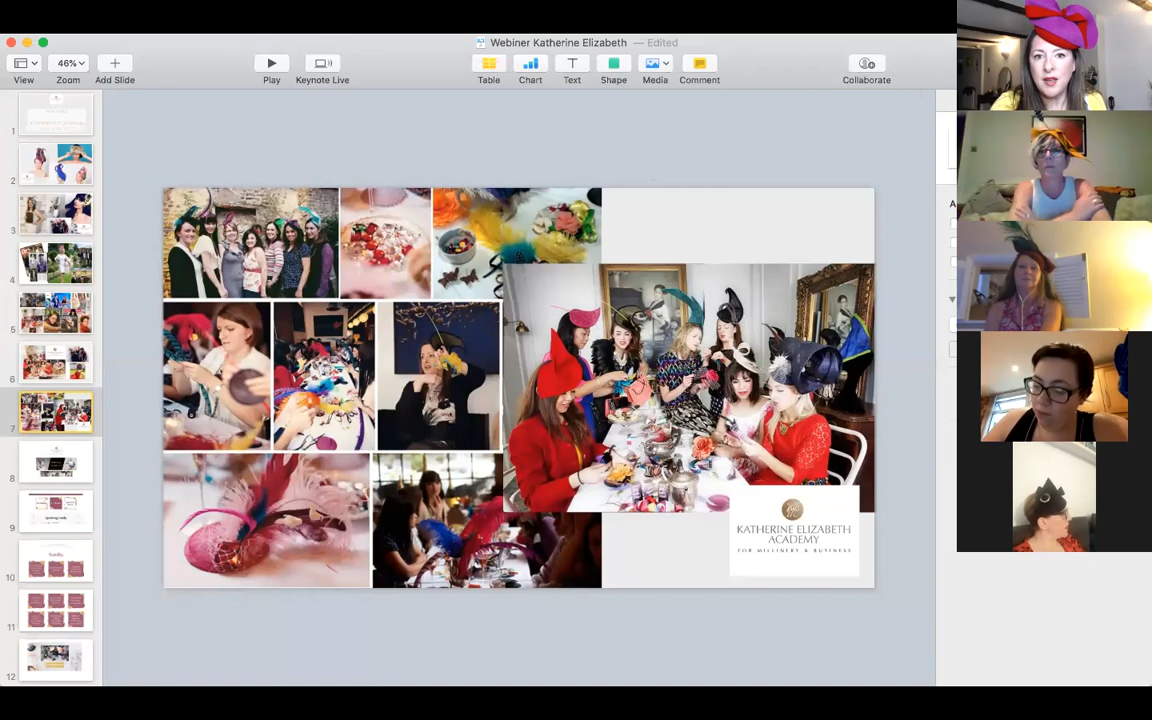 Webiner Katherine Elizabeth — Edited
46%
View Zoom Add Slide Play Keynote Live Table Chart Text Shape Media Comment Collaborate
1
2
3
4
5
6
7
8
9
10
11
12
KATHERINE ELIZABETH
ACADEMY
FOR MILLINERY & BUSINESS